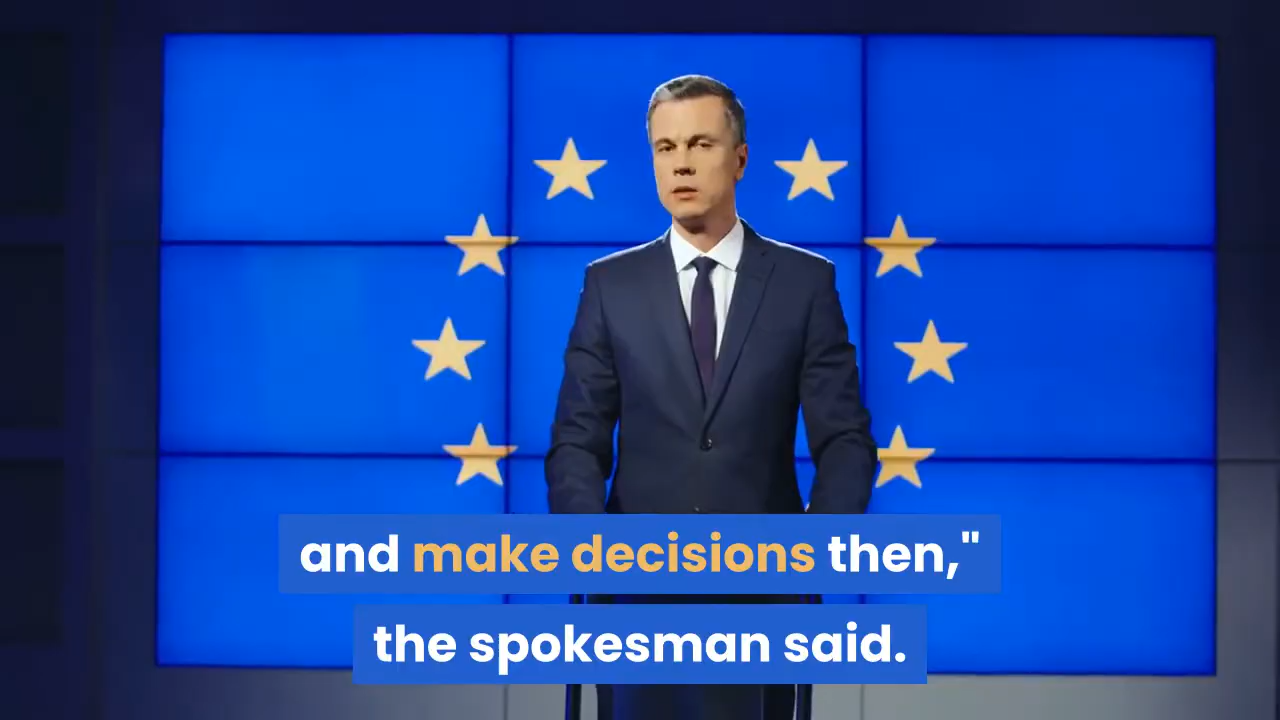 and make decisions then,"
the spokesman said.